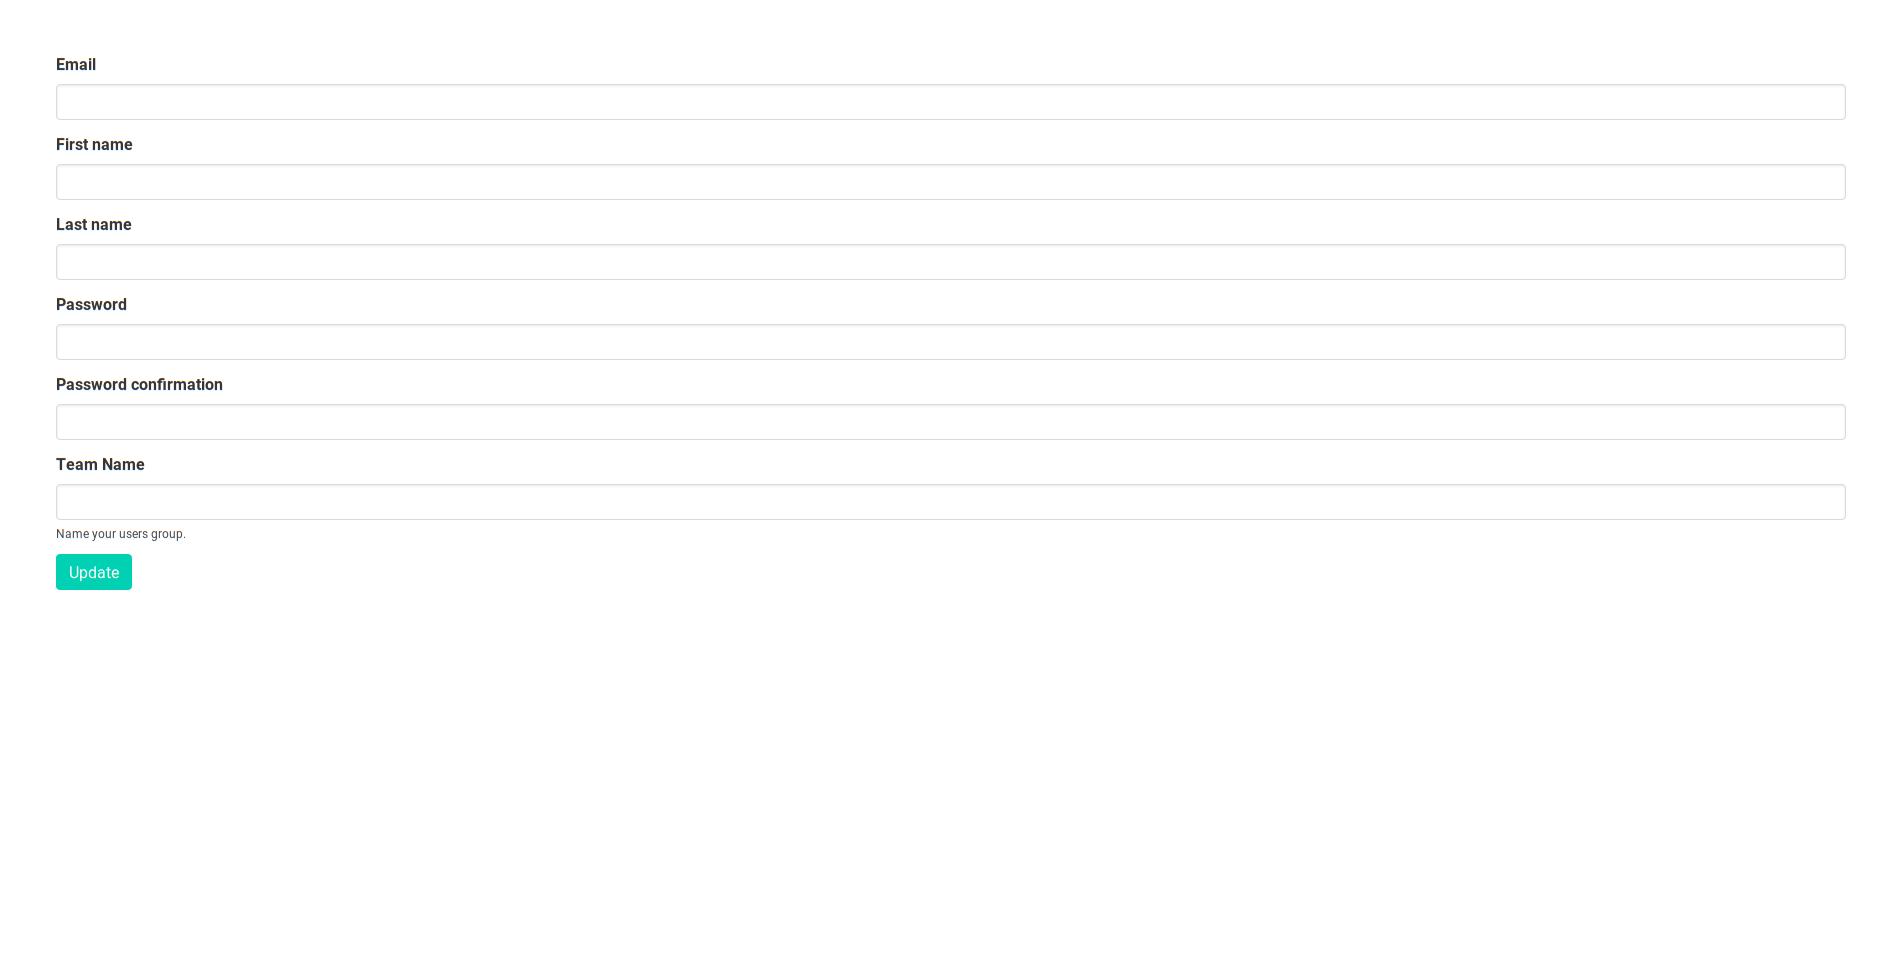 Email
First name
Last name
Password
Password confirmation
Team Name
Name your users group.
Update